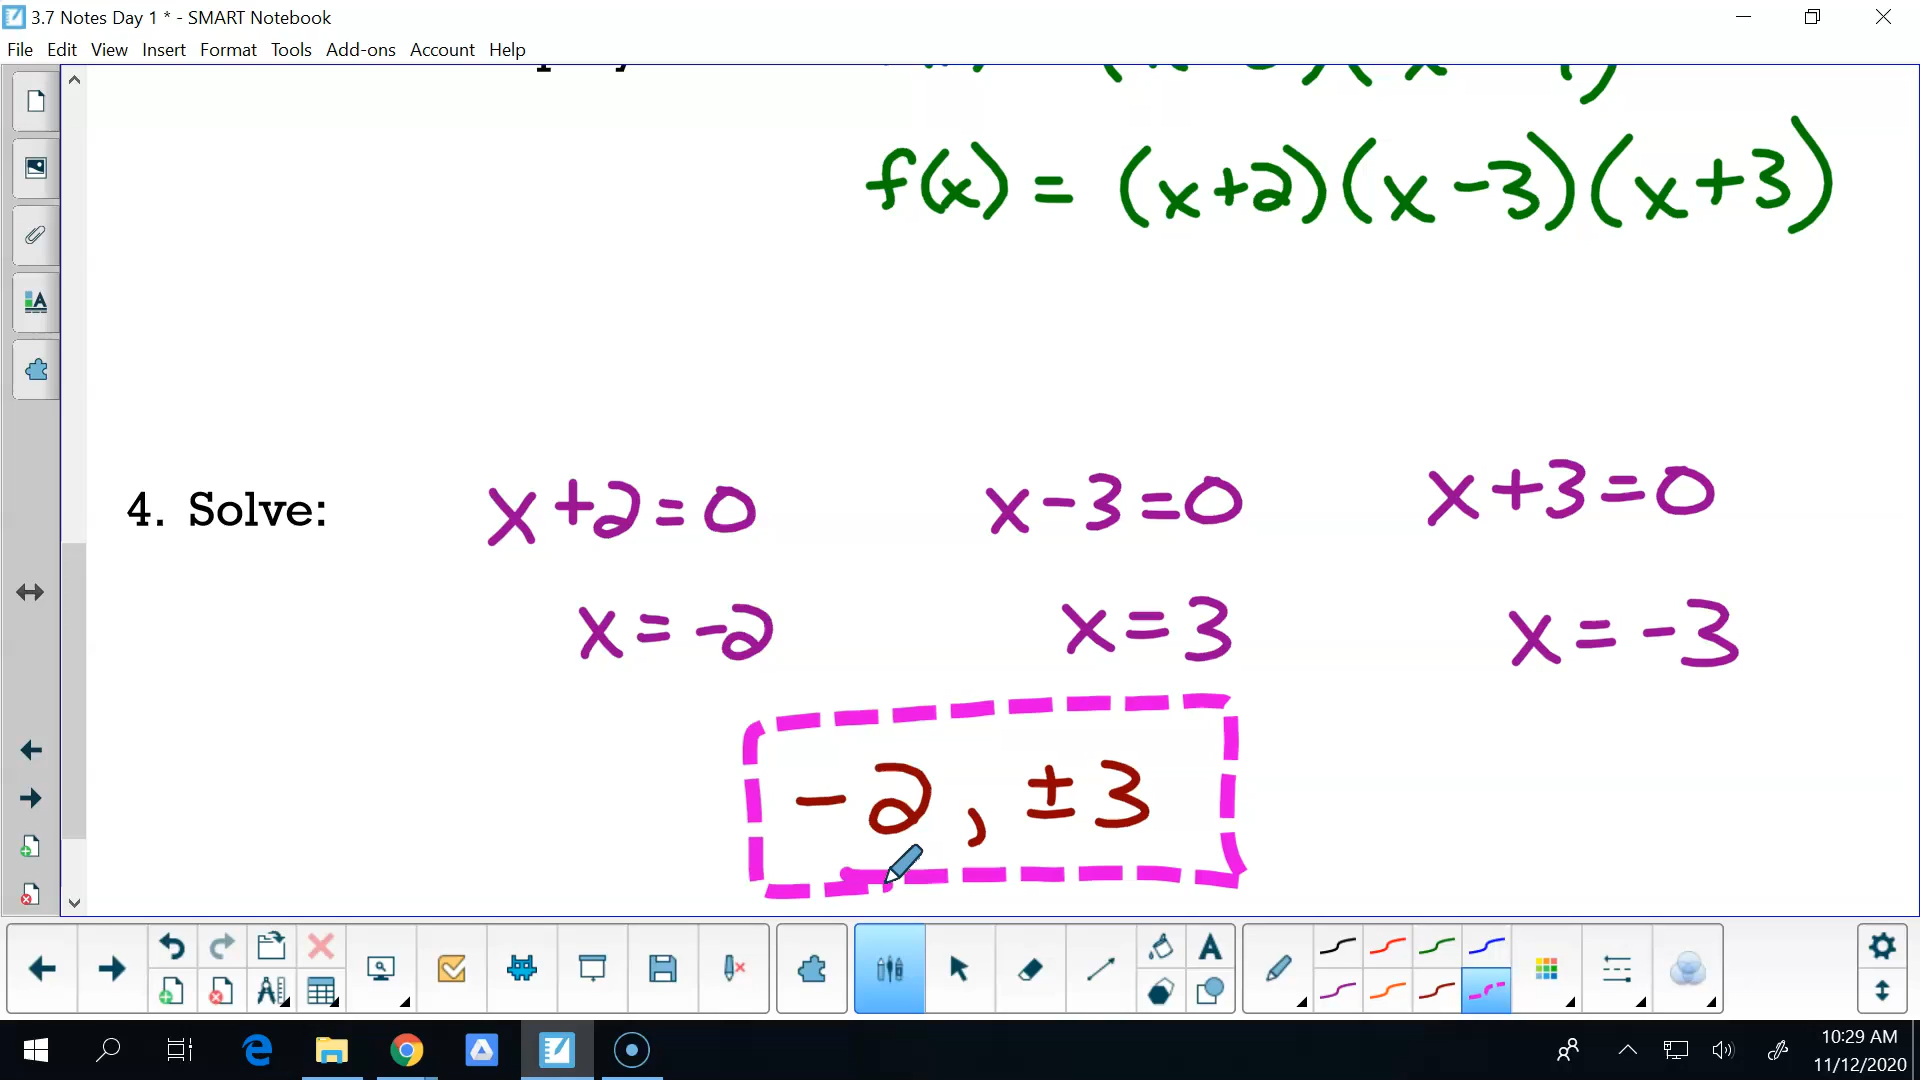 3.7 Notes Day 1 * - SMART Notebook
File Edit View Insert Format Tools Add-ons Account Help
f(x) = (x+2)(x-3)(x+3)
4. Solve: x+2=0 x-3=0 x+3=0
x=-2 x=3 x=-3
-2, ±3
10:29 AM
11/12/2020